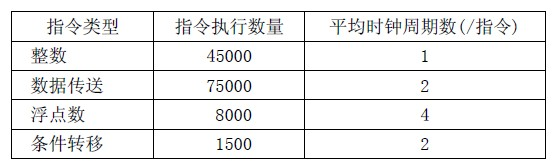 指令类型 指令执行数量 平均时钟周期数(/指令)
整数 45000 1
数据传送 75000 2
浮点数 8000 4
条件转移 1500 2